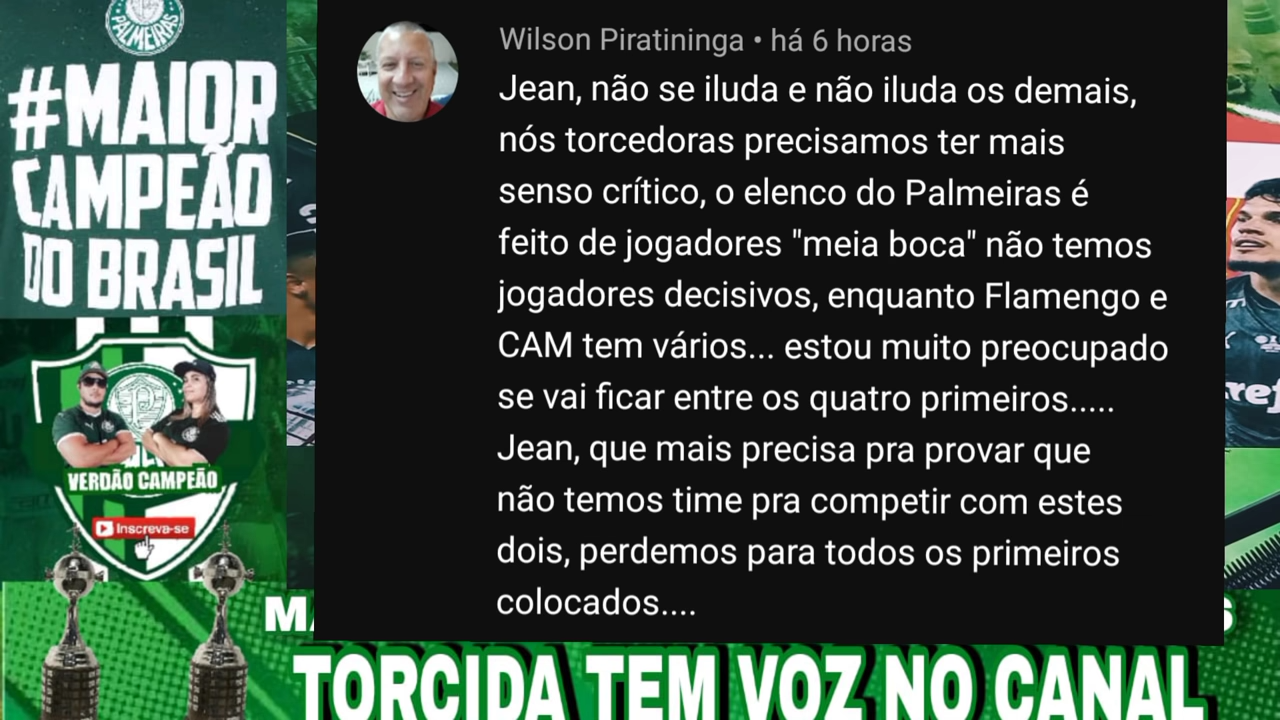 PALMEIRAS
#MAIOR
CAMPEÃO
DO BRASIL
Wilson Piratininga • há 6 horas
Jean, não se iluda e não iluda os demais,
nós torcedoras precisamos ter mais
senso crítico, o elenco do Palmeiras é
feito de jogadores "meia boca" não temos
jogadores decisivos, enquanto Flamengo e
CAM tem vários... estou muito preocupado
se vai ficar entre os quatro primeiros.....
Jean, que mais precisa pra provar que
não temos time pra competir com estes
dois, perdemos para todos os primeiros
colocados....
VERDÃO CAMPEÃO
Inscreva-se
TORCIDA TEM VOZ NO CANAL